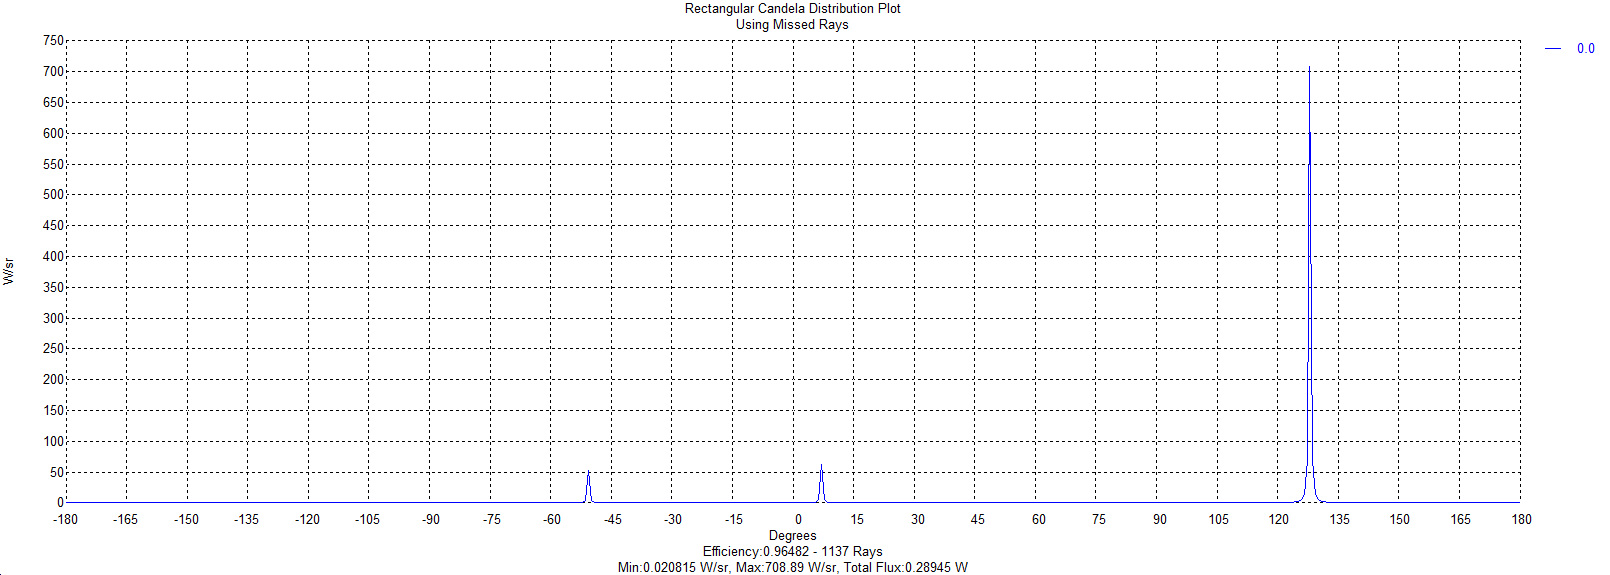 Rectangular Candela Distribution Plot
Using Missed Rays
0.0
750
700
650
600
550
500
450
400
350
300
250
200
150
100
50
0
W/sr
-180 -165 -150 -135 -120 -105 -90 -75 -60 -45 -30 -15 0 15 30 45 60 75 90 105 120 135 150 165 180
Degrees
Efficiency:0.96482 - 1137 Rays
Min:0.020815 W/sr, Max:708.89 W/sr, Total Flux:0.28945 W